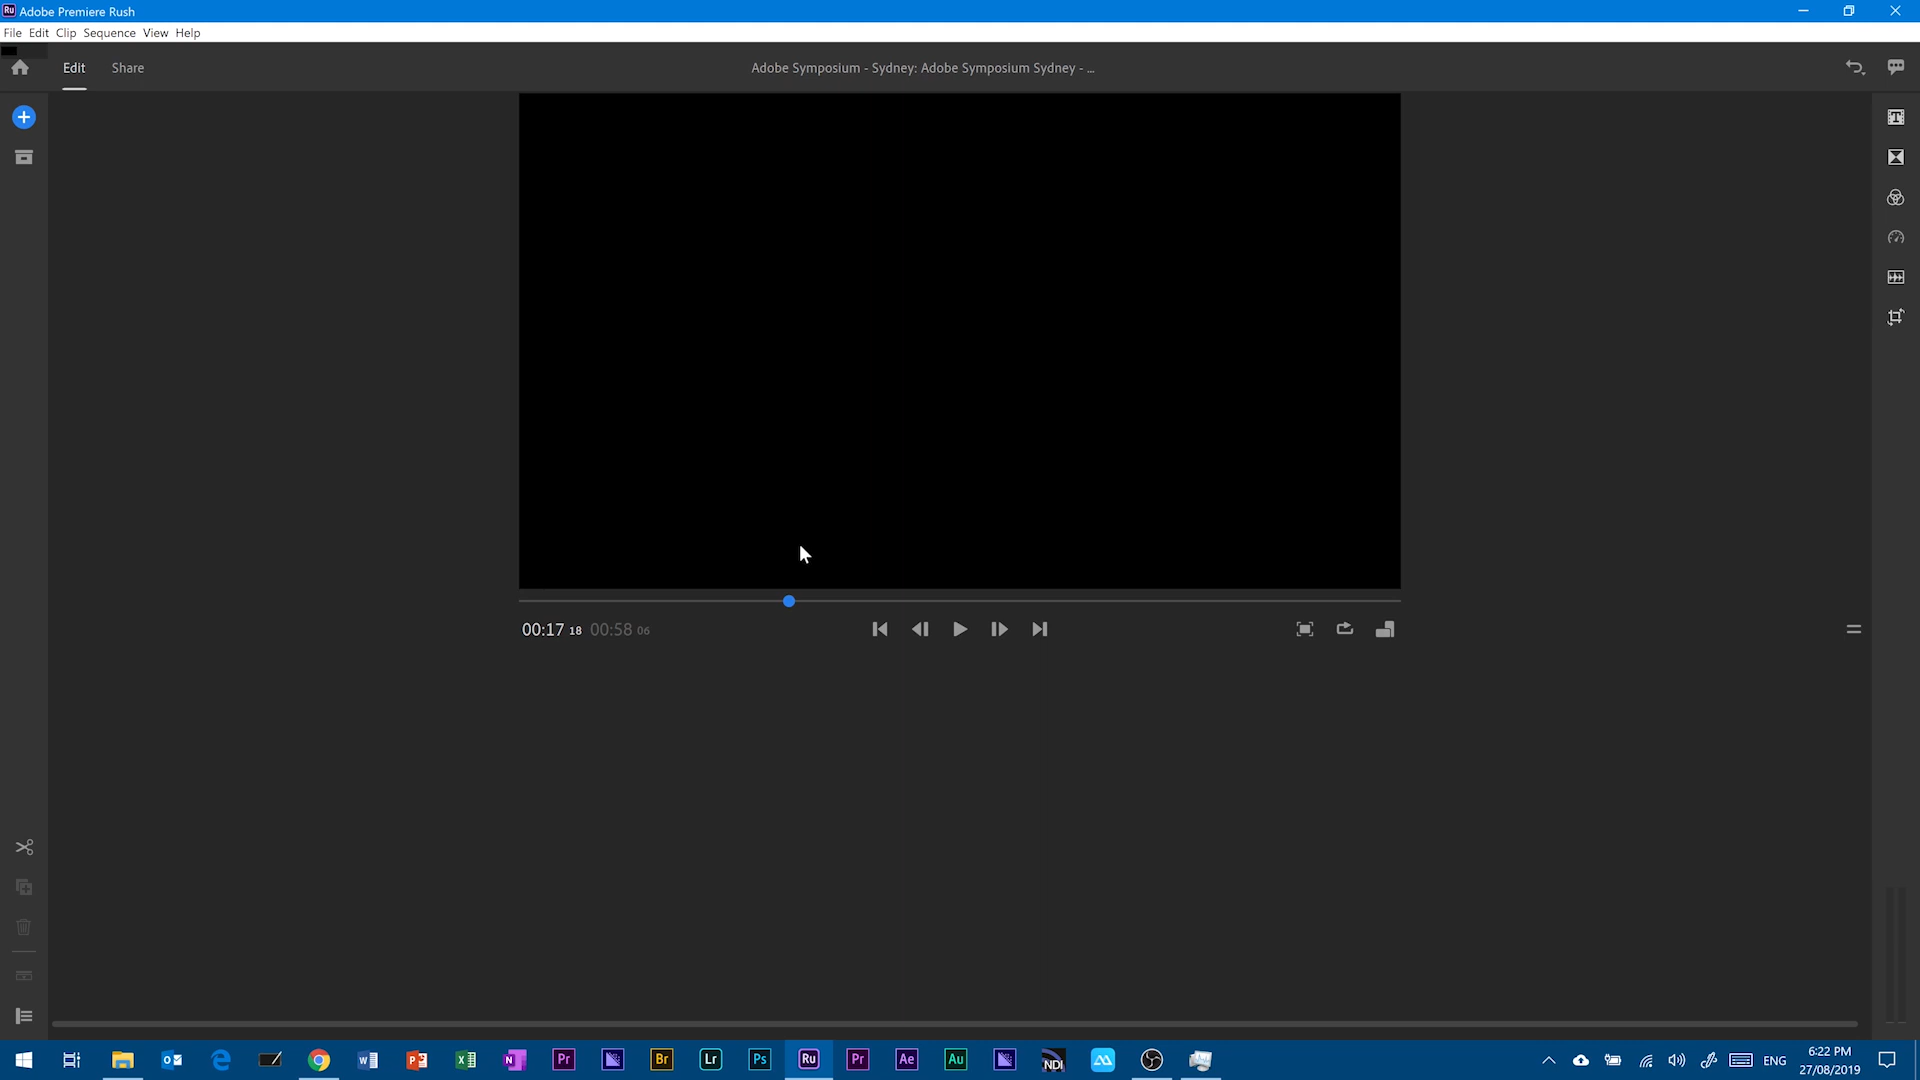 Ru Adobe Premiere Rush
File Edit Clip Sequence View Help
Edit Share Adobe Symposium - Sydney: Adobe Symposium Sydney - ...
00:17 18 00:58 06
Pr Br Lr Ps Ru Pr Ae Au NDI
ENG
6:22 PM
27/08/2019